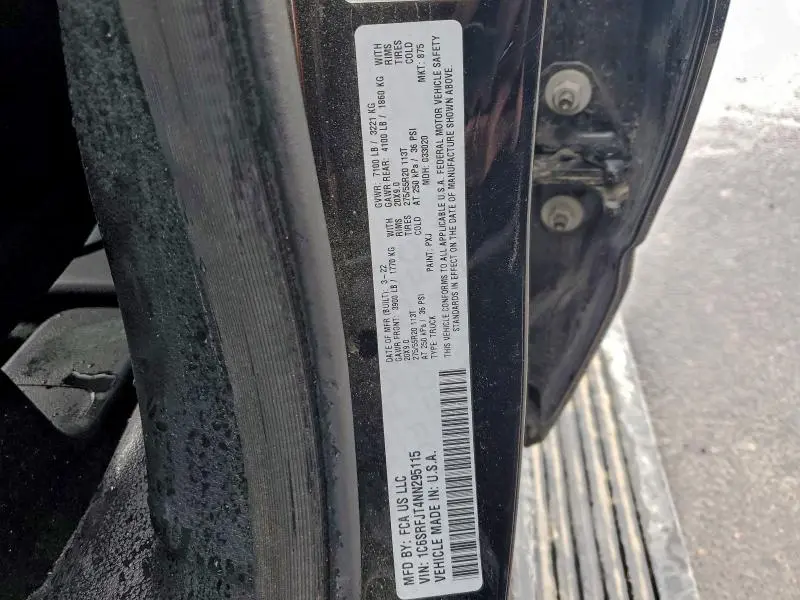 MFD BY: FCA US LLC
VIN: 1C6SRFJT4NN295115
VEHICLE MADE IN: U.S.A.
DATE OF MFR (BUILT): 3-22
GAWR FRONT: 3900 LB / 1770 KG WITH
20X9.0 RIMS
275/55R20 113T TIRES
AT 250 kPa / 36 PSI COLD
TYPE: TRUCK PAINT: PXJ
GVWR: 7100 LB / 3221 KG
GAWR REAR: 4100 LB / 1860 KG WITH
20X9.0 RIMS
275/55R20 113T TIRES
AT 250 kPa / 36 PSI COLD
MDH: 033020 MKT: 875
THIS VEHICLE CONFORMS TO ALL APPLICABLE U.S.A. FEDERAL MOTOR VEHICLE SAFETY
STANDARDS IN EFFECT ON THE DATE OF MANUFACTURE SHOWN ABOVE.